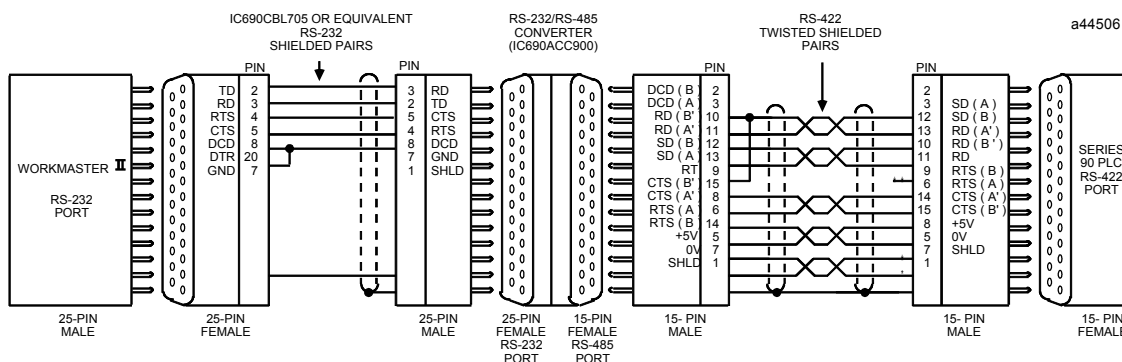 IC690CBL705 OR EQUIVALENT
RS-232
SHIELDED PAIRS
RS-232/RS-485
CONVERTER
(IC690ACC900)
RS-422
TWISTED SHIELDED
PAIRS
a44506
WORKMASTER II
RS-232
PORT
PIN
TD 2
RD 3
RTS 4
CTS 5
DCD 8
DTR 20
GND 7
PIN
3 RD
2 TD
5 CTS
4 RTS
8 DCD
7 GND
1 SHLD
PIN
DCD ( B ) 2
DCD ( A ) 3
RD ( B' ) 10
RD ( A' ) 11
SD ( B ) 12
SD ( A ) 13
RT 9
CTS ( B' ) 15
CTS ( A' ) 8
RTS ( A ) 6
RTS ( B ) 14
+5V 5
0V 7
SHLD 1
PIN
2
3 SD ( A )
12 SD ( B )
13 RD ( A' )
10 RD ( B' )
11 RD
9 RTS ( B )
6 RTS ( A )
14 CTS ( A' )
15 CTS ( B' )
8 +5V
5 0V
7 SHLD
1
SERIES
90 PLC
RS-422
PORT
25-PIN
MALE
25-PIN
FEMALE
25-PIN
MALE
25-PIN
FEMALE
RS-232
PORT
15-PIN
FEMALE
RS-485
PORT
15- PIN
MALE
15- PIN
MALE
15- PIN
FEMALE